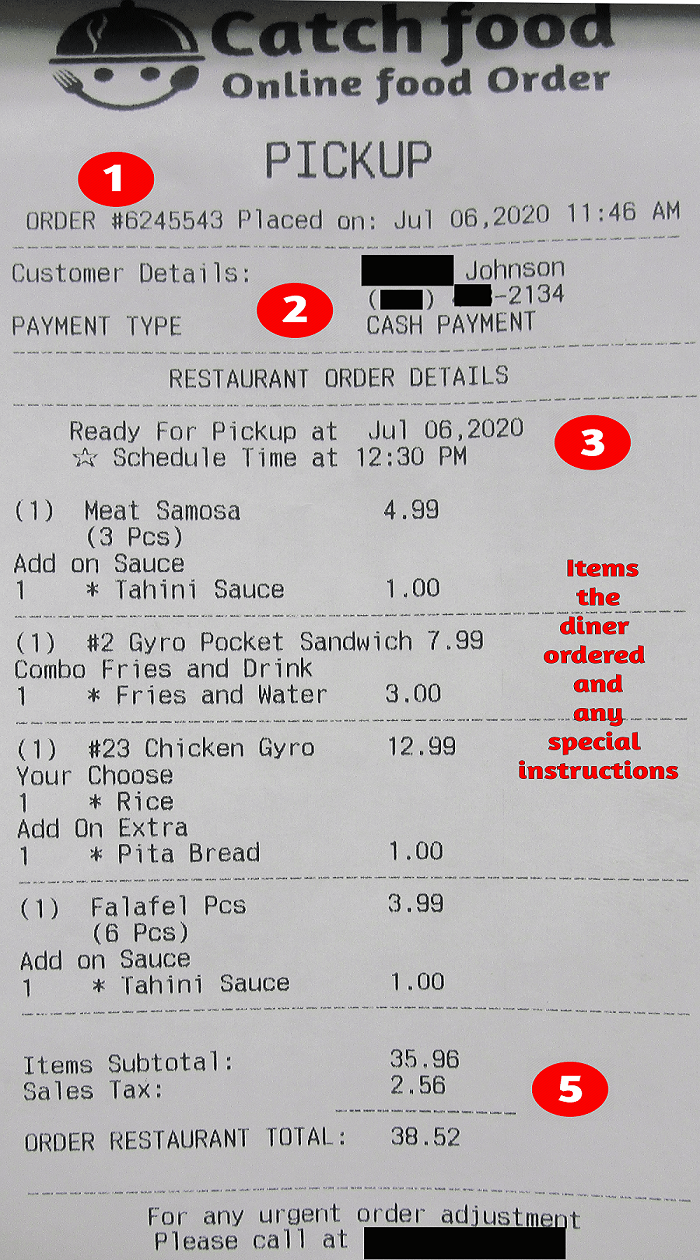 Catch food
Online food Order
PICKUP
1
ORDER #6245543 Placed on: Jul 06,2020 11:46 AM
Customer Details: Johnson
( ) -2134
2
PAYMENT TYPE CASH PAYMENT
RESTAURANT ORDER DETAILS
Ready For Pickup at Jul 06,2020
3
☆ Schedule Time at 12:30 PM
(1) Meat Samosa 4.99
(3 Pcs)
Add on Sauce
1 * Tahini Sauce 1.00
(1) #2 Gyro Pocket Sandwich 7.99
Combo Fries and Drink
1 * Fries and Water 3.00
(1) #23 Chicken Gyro 12.99
Your Choose
1 * Rice
Add On Extra
1 * Pita Bread 1.00
Items
the
diner
ordered
and
any
special
instructions
(1) Falafel Pcs 3.99
(6 Pcs)
Add on Sauce
1 * Tahini Sauce 1.00
Items Subtotal: 35.96
Sales Tax: 2.56
5
ORDER RESTAURANT TOTAL: 38.52
For any urgent order adjustment
Please call at